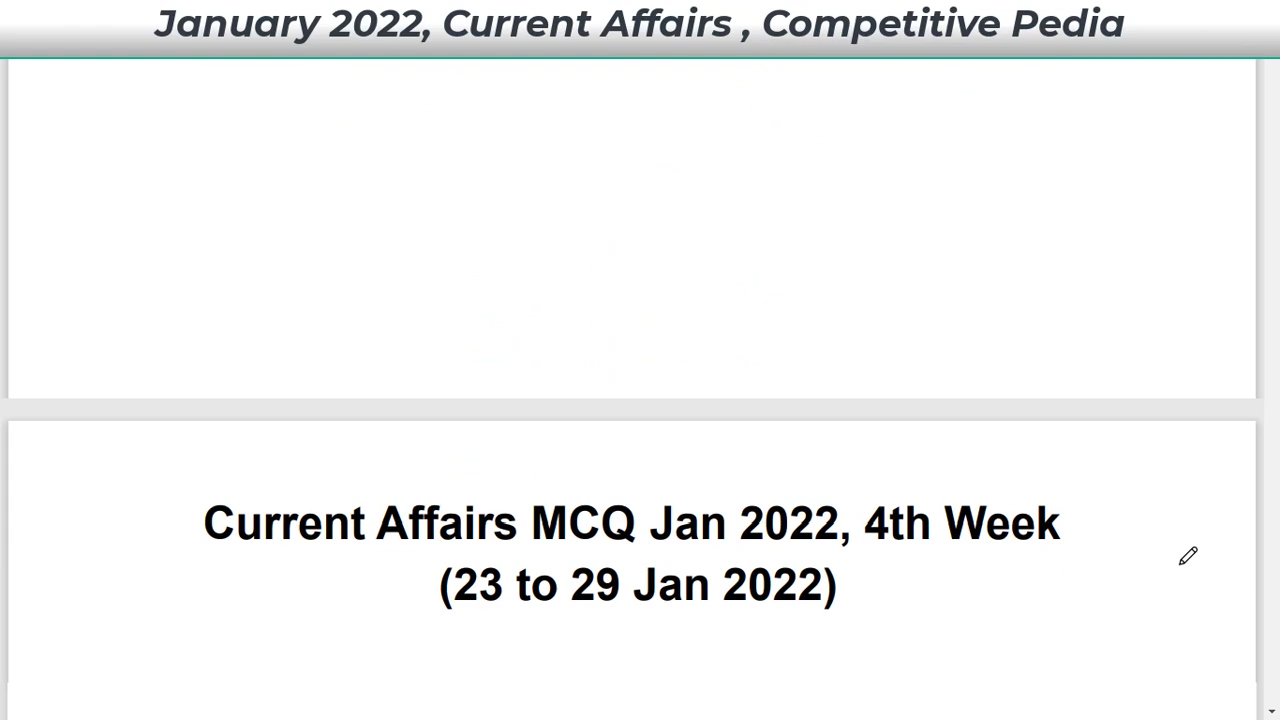 January 2022, Current Affairs , Competitive Pedia
Current Affairs MCQ Jan 2022, 4th Week
(23 to 29 Jan 2022)